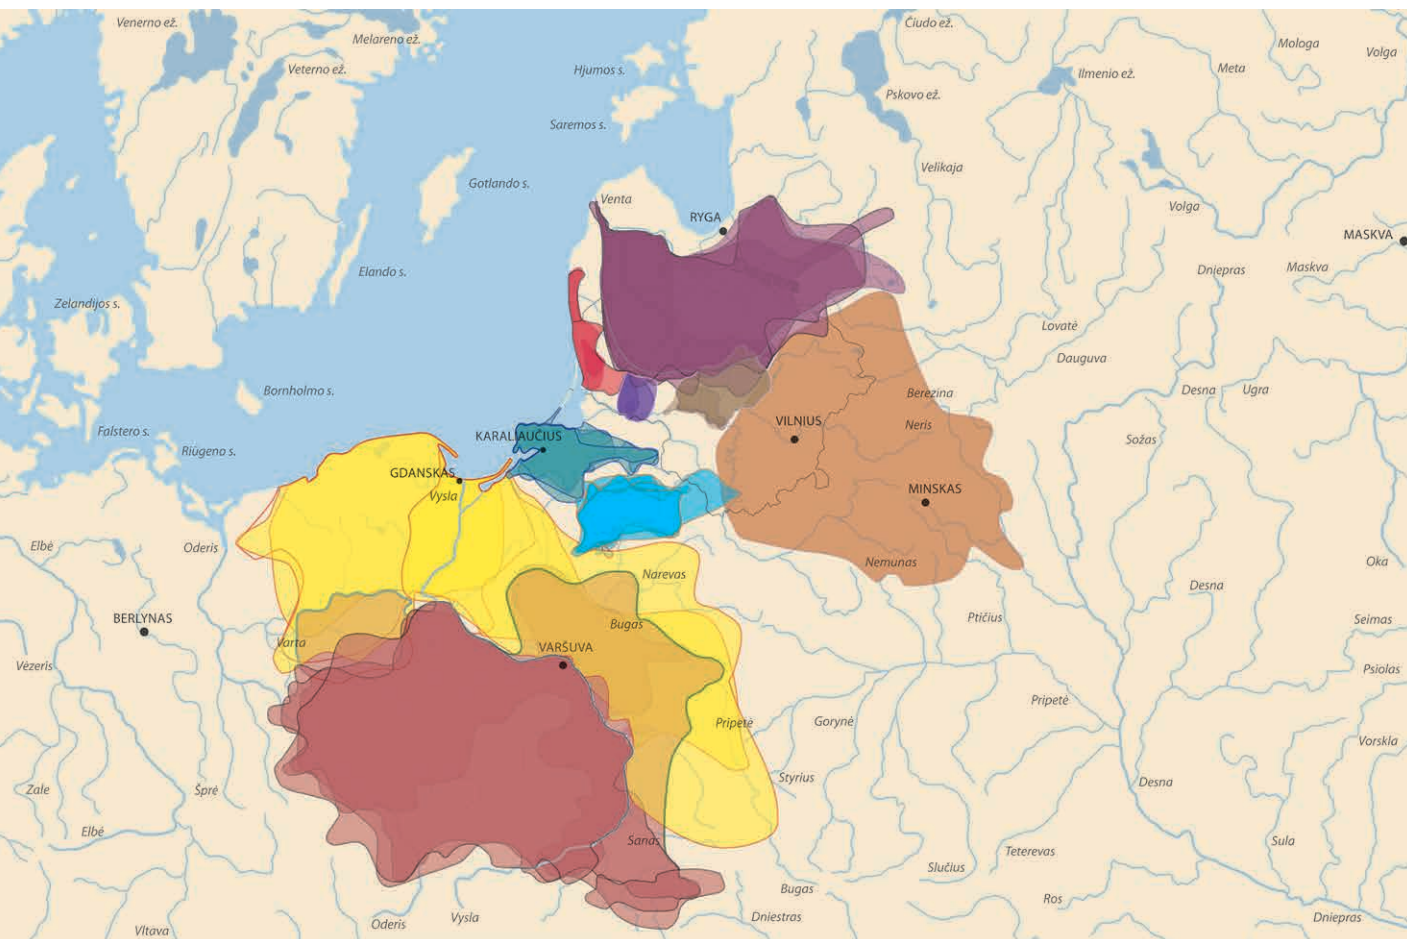 Venerno ež.
Melareno ež.
Čiudo ež.
Mologa
Volga
Veterno ež.
Hjumos s.
Ilmenio ež.
Meta
Pskovo ež.
Saremos s.
Velikaja
Gotlando s.
Venta
RYGA
Volga
MASKVA
Elando s.
Dniepras
Maskva
Zelandijos s.
Lovatė
Dauguva
Bornholmo s.
Berezina
Desna
Ugra
Falstero s.
Riūgeno s.
KARALIAUČIUS
VILNIUS
Neris
Sožas
GDANSKAS
Vysla
MINSKAS
Elbė
Oderis
Narevas
Nemunas
Oka
Desna
BERLYNAS
Bugas
Ptičius
Seimas
Varta
VARŠUVA
Vėzeris
Psiolas
Pripetė
Pripetė
Gorynė
Vorskla
Styrius
Desna
Zale
Šprė
Elbė
Sanas
Sula
Teterevas
Slučius
Bugas
Ros
Vltava
Oderis
Vysla
Dniestras
Dniepras